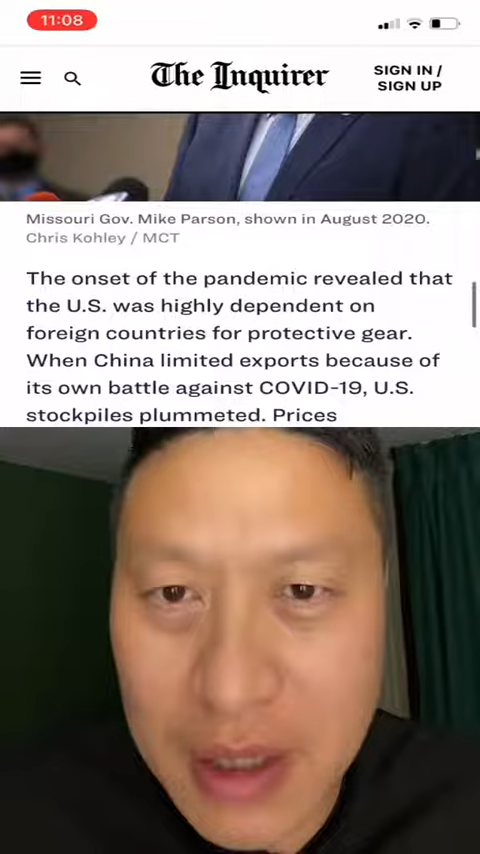 11:08
The Inquirer
SIGN IN /
SIGN UP
Missouri Gov. Mike Parson, shown in August 2020.
Chris Kohley / MCT
The onset of the pandemic revealed that
the U.S. was highly dependent on
foreign countries for protective gear.
When China limited exports because of
its own battle against COVID-19, U.S.
stockpiles plummeted. Prices